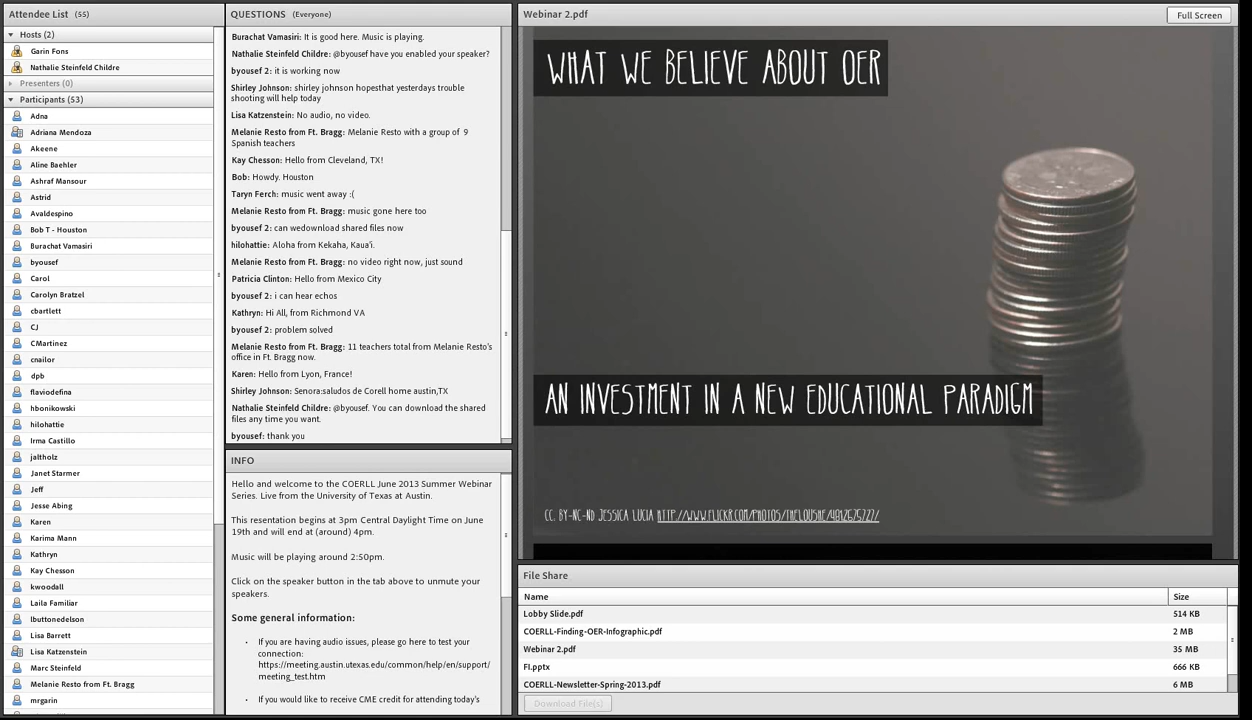 Attendee List (55)
Hosts (2)
Garin Fons
Nathalie Steinfeld Childre
Presenters (0)
Participants (53)
Adna
Adriana Mendoza
Akeene
Aline Baehler
Ashraf Mansour
Astrid
Avaldespino
Bob T - Houston
Burachat Vamasiri
byousef
Carol
Carolyn Bratzel
cbartlett
CJ
CMartinez
cnailor
dpb
flaviodefina
hbonikowski
hilohattie
Irma Castillo
jaltholz
Janet Starmer
Jeff
Jesse Abing
Karen
Karima Mann
Kathryn
Kay Chesson
kwoodall
Laila Familiar
lbuttonedelson
Lisa Barrett
Lisa Katzenstein
Marc Steinfeld
Melanie Resto from Ft. Bragg
mrgarin
QUESTIONS (Everyone)
Burachat Vamasiri: It is good here. Music is playing.
Nathalie Steinfeld Childre: @byousef have you enabled your speaker?
byousef 2: it is working now
Shirley Johnson: shirley johnson hopesthat yesterdays trouble
shooting will help today
Lisa Katzenstein: No audio, no video.
Melanie Resto from Ft. Bragg: Melanie Resto with a group of 9
Spanish teachers
Kay Chesson: Hello from Cleveland, TX!
Bob: Howdy. Houston
Taryn Ferch: music went away :(
Melanie Resto from Ft. Bragg: music gone here too
byousef 2: can wedownload shared files now
hilohattie: Aloha from Kekaha, Kaua'i.
Melanie Resto from Ft. Bragg: no video right now, just sound
Patricia Clinton: Hello from Mexico City
byousef 2: i can hear echos
Kathryn: Hi All, from Richmond VA
byousef 2: problem solved
Melanie Resto from Ft. Bragg: 11 teachers total from Melanie Resto's
office in Ft. Bragg now.
Karen: Hello from Lyon, France!
Shirley Johnson: Senora:saludos de Corell home austin,TX
Nathalie Steinfeld Childre: @byousef. You can download the shared
files any time you want.
byousef: thank you
INFO
Hello and welcome to the COERLL June 2013 Summer Webinar
Series. Live from the University of Texas at Austin.
This resentation begins at 3pm Central Daylight Time on June
19th and will end at (around) 4pm.
Music will be playing around 2:50pm.
Click on the speaker button in the tab above to unmute your
speakers.
Some general information:
• If you are having audio issues, please go here to test your
connection:
https://meeting.austin.utexas.edu/common/help/en/support/
meeting_test.htm
• If you would like to receive CME credit for attending today's
Webinar 2.pdf
Full Screen
WHAT WE BELIEVE ABOUT OER
AN INVESTMENT IN A NEW EDUCATIONAL PARADIGM
CC. BY-NC-ND JESSICA LUCIA HTTP://WWW.FLICKR.COM/PHOTOS/THELOUSHE/4812675727/
File Share
Name Size
Lobby Slide.pdf 514 KB
COERLL-Finding-OER-Infographic.pdf 2 MB
Webinar 2.pdf 35 MB
FI.pptx 666 KB
COERLL-Newsletter-Spring-2013.pdf 6 MB
Download File(s)